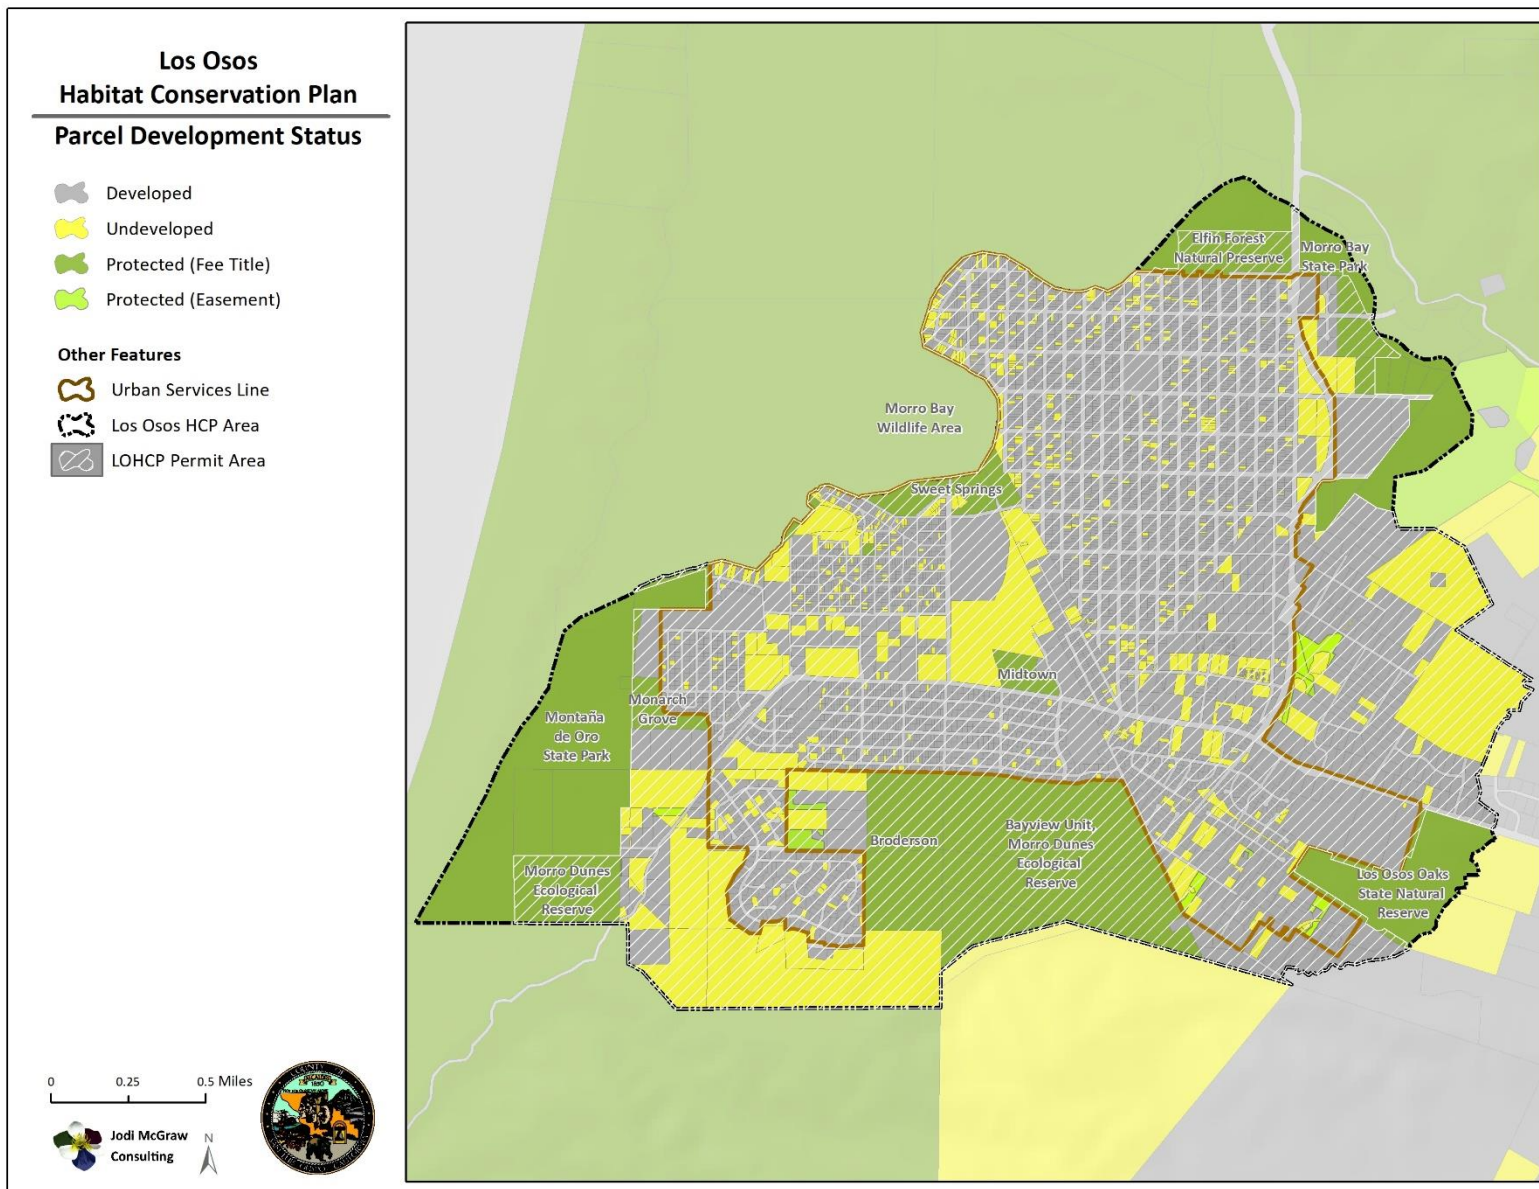 Los Osos
Habitat Conservation Plan
Parcel Development Status
Developed
Undeveloped
Protected (Fee Title)
Protected (Easement)
Other Features
Urban Services Line
Los Osos HCP Area
LOHCP Permit Area
0 0.25 0.5 Miles
Jodi McGraw
Consulting
N
Elfin Forest
Natural Preserve
Morro Bay
State Park
Morro Bay
Wildlife Area
Sweet Springs
Midtown
Monarch
Grove
Montaña
de Oro
State Park
Broderson
Bayview Unit,
Morro Dunes
Ecological
Reserve
Morro Dunes
Ecological
Reserve
Los Osos Oaks
State Natural
Reserve